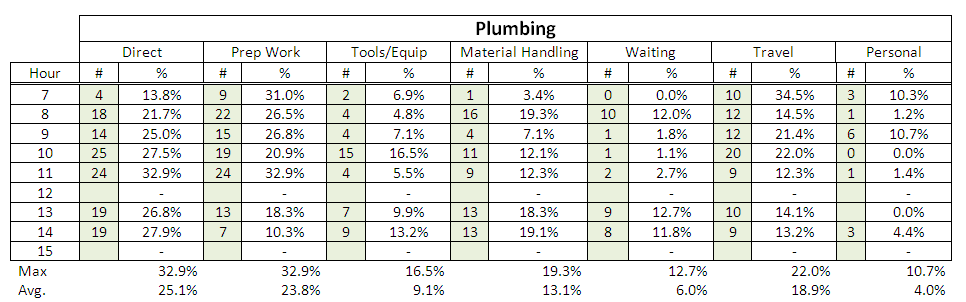 Plumbing
Direct Prep Work Tools/Equip Material Handling Waiting Travel Personal
Hour # % # % # % # % # % # % # %
7 4 13.8% 9 31.0% 2 6.9% 1 3.4% 0 0.0% 10 34.5% 3 10.3%
8 18 21.7% 22 26.5% 4 4.8% 16 19.3% 10 12.0% 12 14.5% 1 1.2%
9 14 25.0% 15 26.8% 4 7.1% 4 7.1% 1 1.8% 12 21.4% 6 10.7%
10 25 27.5% 19 20.9% 15 16.5% 11 12.1% 1 1.1% 20 22.0% 0 0.0%
11 24 32.9% 24 32.9% 4 5.5% 9 12.3% 2 2.7% 9 12.3% 1 1.4%
12 - - - - - - -
13 19 26.8% 13 18.3% 7 9.9% 13 18.3% 9 12.7% 10 14.1% 0.0%
14 19 27.9% 7 10.3% 9 13.2% 13 19.1% 8 11.8% 9 13.2% 3 4.4%
15 - - - - - - -
Max 32.9% 32.9% 16.5% 19.3% 12.7% 22.0% 10.7%
Avg. 25.1% 23.8% 9.1% 13.1% 6.0% 18.9% 4.0%